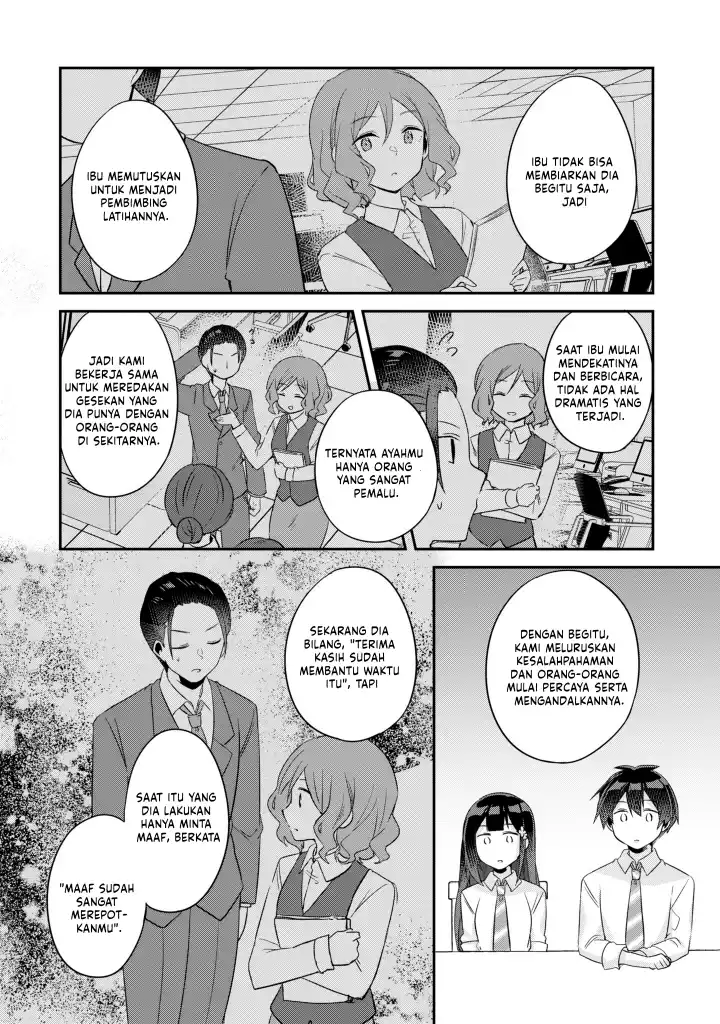 IBU TIDAK BISA
MEMBIARKAN DIA
BEGITU SAJA,
JADI
IBU MEMUTUSKAN
UNTUK MENJADI
PEMBIMBING
LATIHANNYA.
SAAT IBU MULAI
MENDEKATINYA
DAN BERBICARA,
TIDAK ADA HAL
DRAMATIS YANG
TERJADI.
TERNYATA AYAHMU
HANYA ORANG
YANG SANGAT
PEMALU.
JADI KAMI
BEKERJA SAMA
UNTUK MEREDAKAN
GESEKAN YANG
DIA PUNYA DENGAN
ORANG-ORANG
DI SEKITARNYA.
DENGAN BEGITU,
KAMI MELURUSKAN
KESALAHPAHAMAN
DAN ORANG-ORANG
MULAI PERCAYA SERTA
MENGANDALKANNYA.
SEKARANG DIA
BILANG, "TERIMA
KASIH SUDAH
MEMBANTU WAKTU
ITU", TAPI
SAAT ITU YANG
DIA LAKUKAN
HANYA MINTA
MAAF, BERKATA
"MAAF SUDAH
SANGAT
MEREPOT-
KANMU".